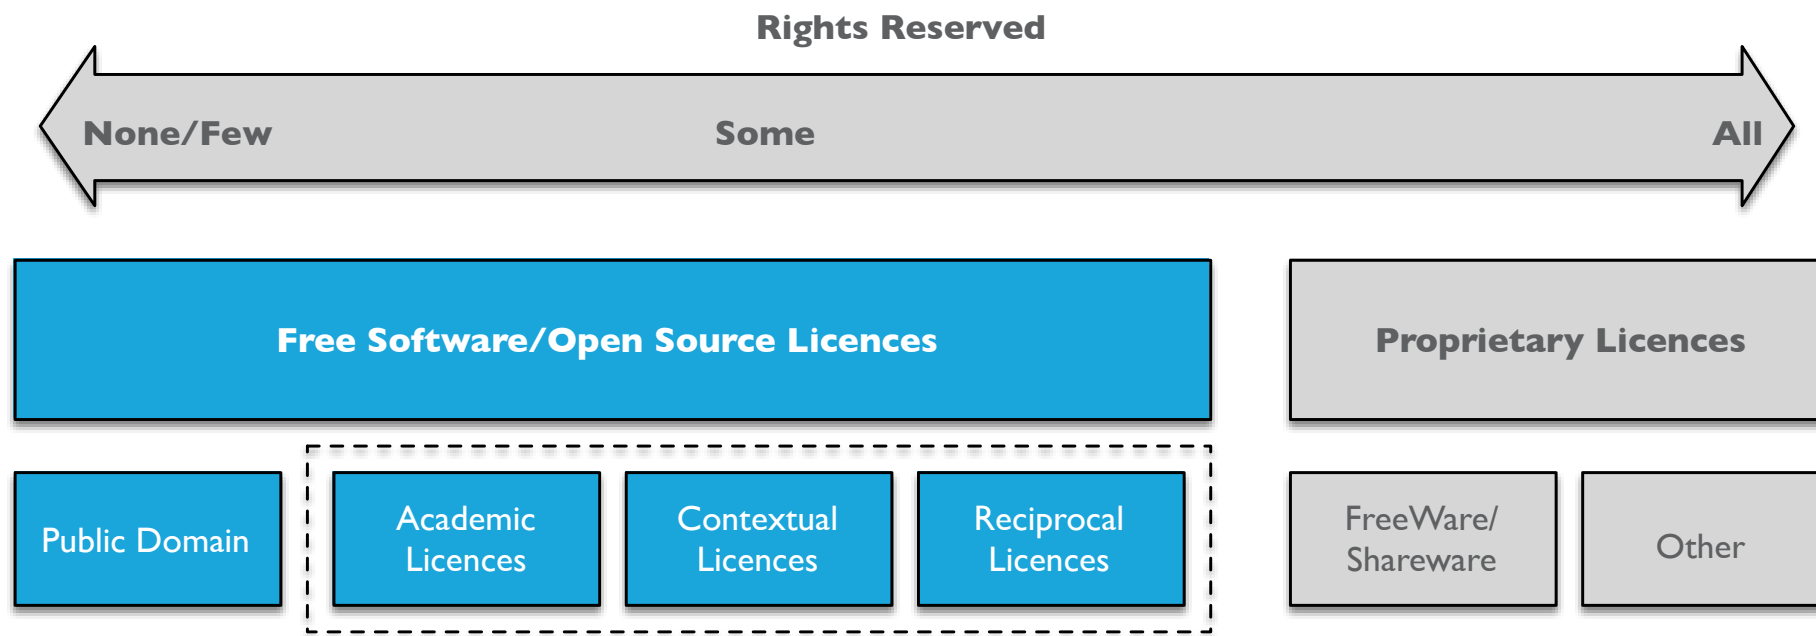 Rights Reserved
None/Few
Some
All
Free Software/Open Source Licences
Proprietary Licences
Public Domain
Academic
Licences
Contextual
Licences
Reciprocal
Licences
FreeWare/
Shareware
Other